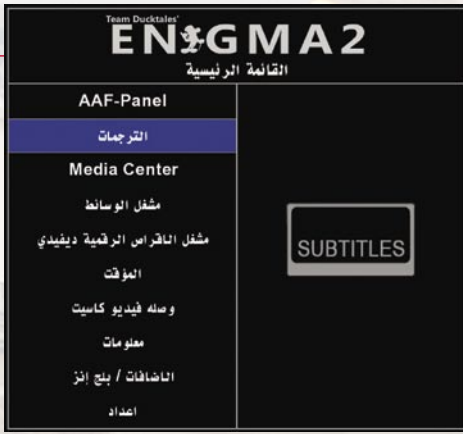 Team Ducktales'
ENIGMA2
القائمة الرئيسية
AAF-Panel
الترجمات
Media Center
مشغل الوسائط
مشغل الاقراص الرقمية ديفيدي
المؤقت
وصله فيديو كاسيت
معلومات
الاضافات / بلج إنز
اعداد
SUBTITLES